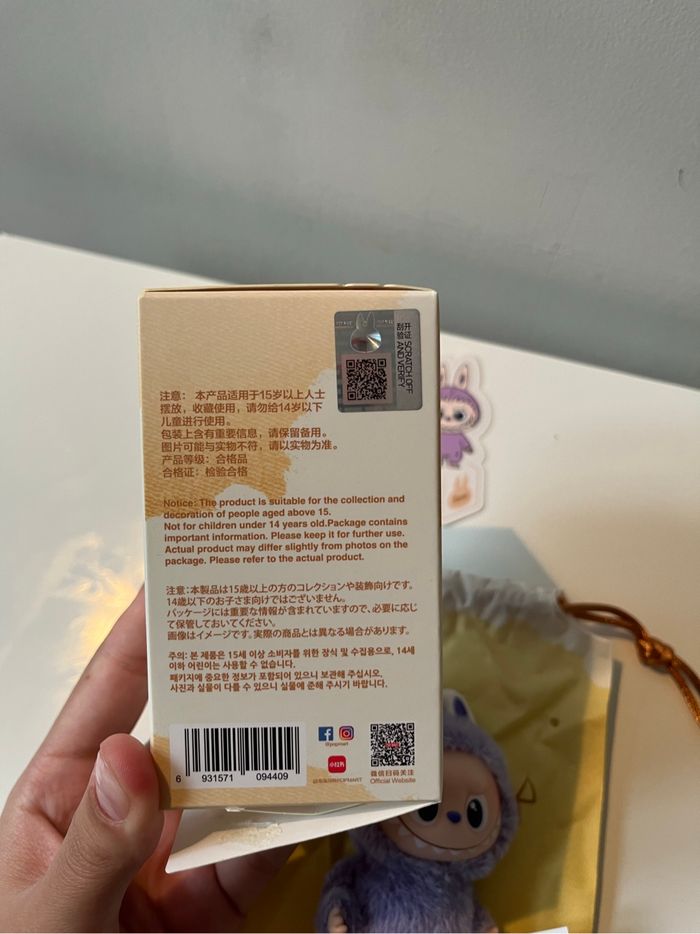 开证
刮验
SCRATCH OFF
AND VERIFY
注意： 本产品适用于15岁以上人士
摆放，收藏使用，请勿给14岁以下
儿童进行使用。
包装上含有重要信息，请保留备用。
图片可能与实物不符，请以实物为准。
产品等级：合格品
合格证：检验合格
Notice: The product is suitable for the collection and
decoration of people aged above 15.
Not for children under 14 years old.Package contains
important information. Please keep it for further use.
Actual product may differ slightly from photos on the
package. Please refer to the actual product.
注意:本製品は15歳以上の方のコレクションや装飾向けです。
14歳以下のお子さま向けではございません。
パッケージには重要な情報が含まれていますので、必要に応じ
て保管しておいてください。
画像はイメージです。実際の商品とは異なる場合があります。
주의: 본 제품은 15세 이상 소비자를 위한 장식 및 수집용으로, 14세
이하 어린이는 사용할 수 없습니다.
패키지에 중요한 정보가 포함되어 있으니 보관해 주십시오,
사진과 실물이 다를 수 있으니 실물에 준해 주시기 바랍니다.
@popmart
小红书
微信扫码关注
Official Website
6 931571 094409